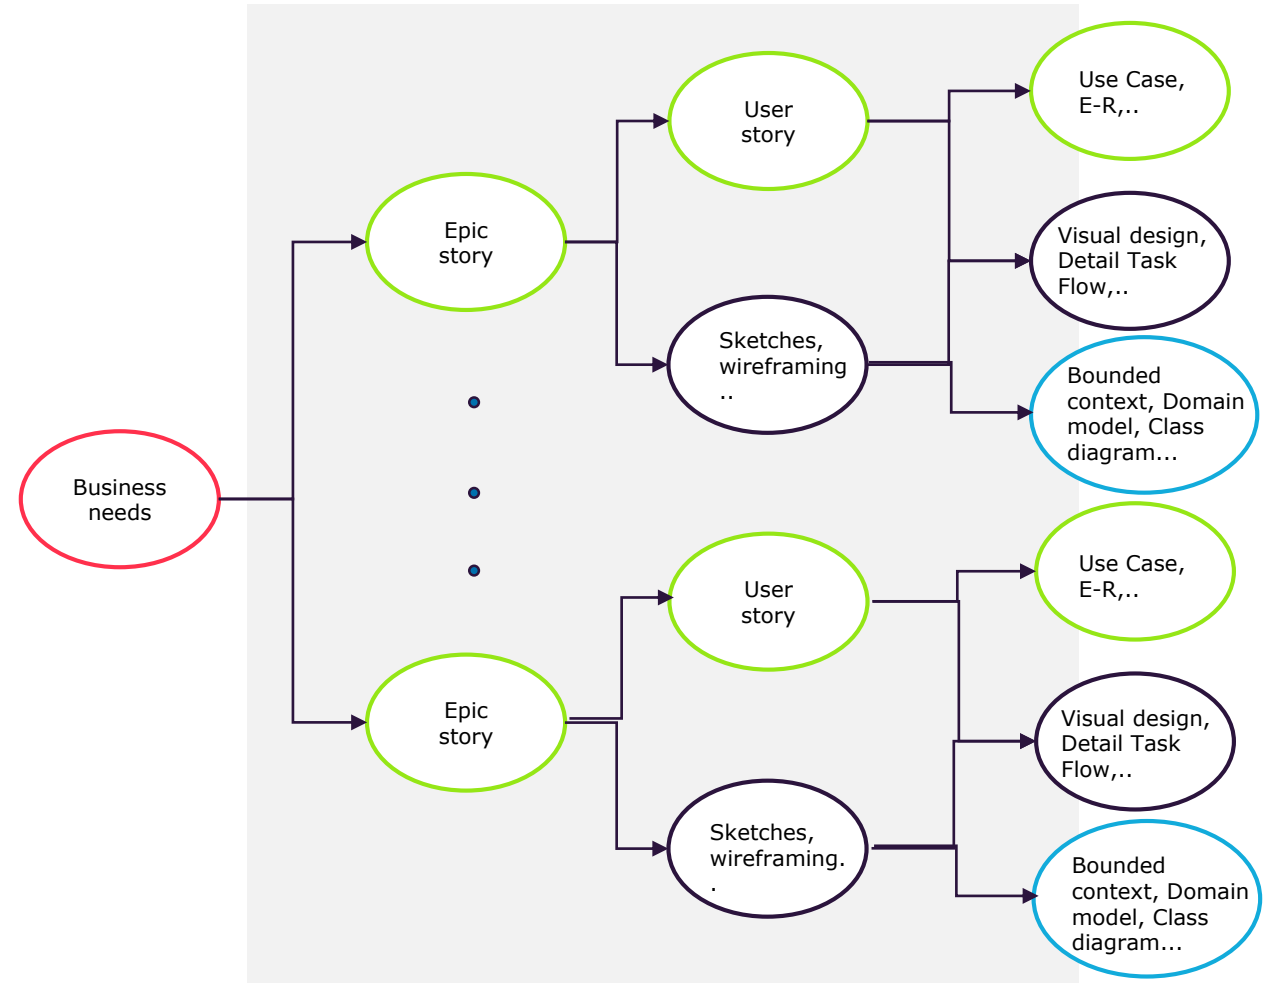 Use Case,
E-R,..
User
story
Visual design,
Detail Task
Flow,..
Epic
story
Sketches,
wireframing
..
Bounded
context, Domain
model, Class
diagram...
Business
needs
Use Case,
E-R,..
User
story
Visual design,
Detail Task
Flow,..
Epic
story
Sketches,
wireframing.
.
Bounded
context, Domain
model, Class
diagram...